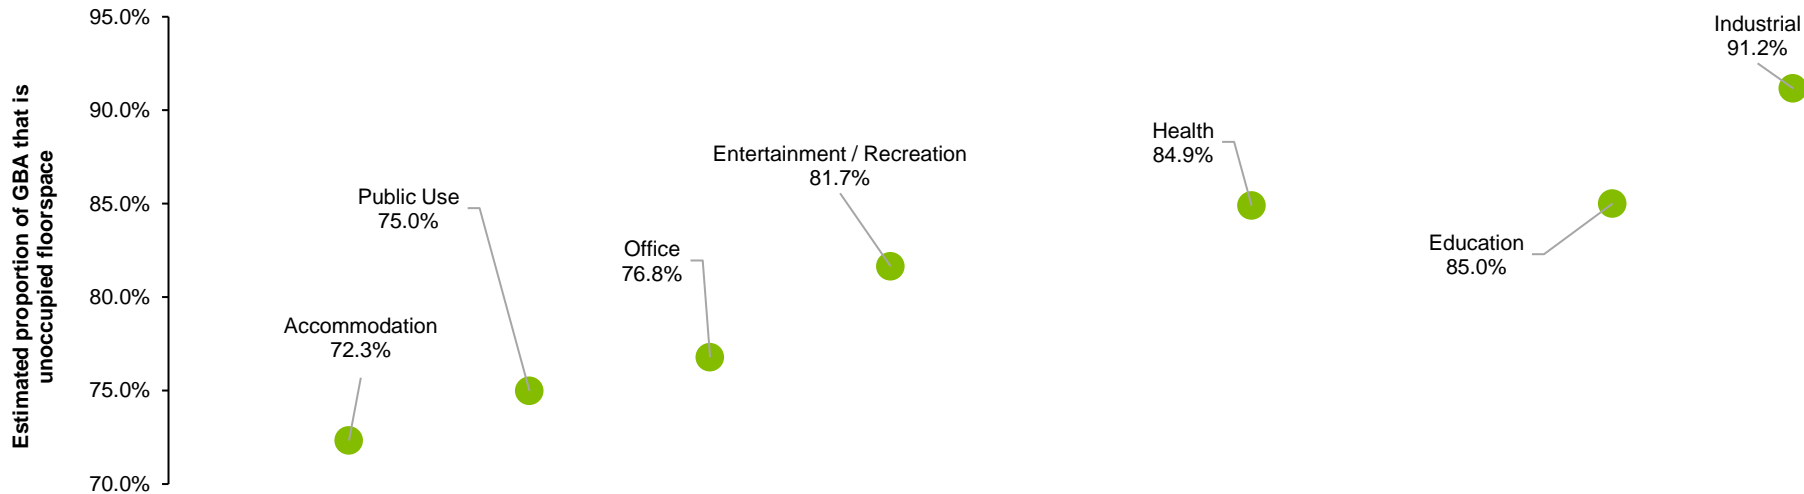 Estimated proportion of GBA that is
unoccupied floorspace
95.0%
90.0%
85.0%
80.0%
75.0%
70.0%
Accommodation
72.3%
Public Use
75.0%
Office
76.8%
Entertainment / Recreation
81.7%
Health
84.9%
Education
85.0%
Industrial
91.2%